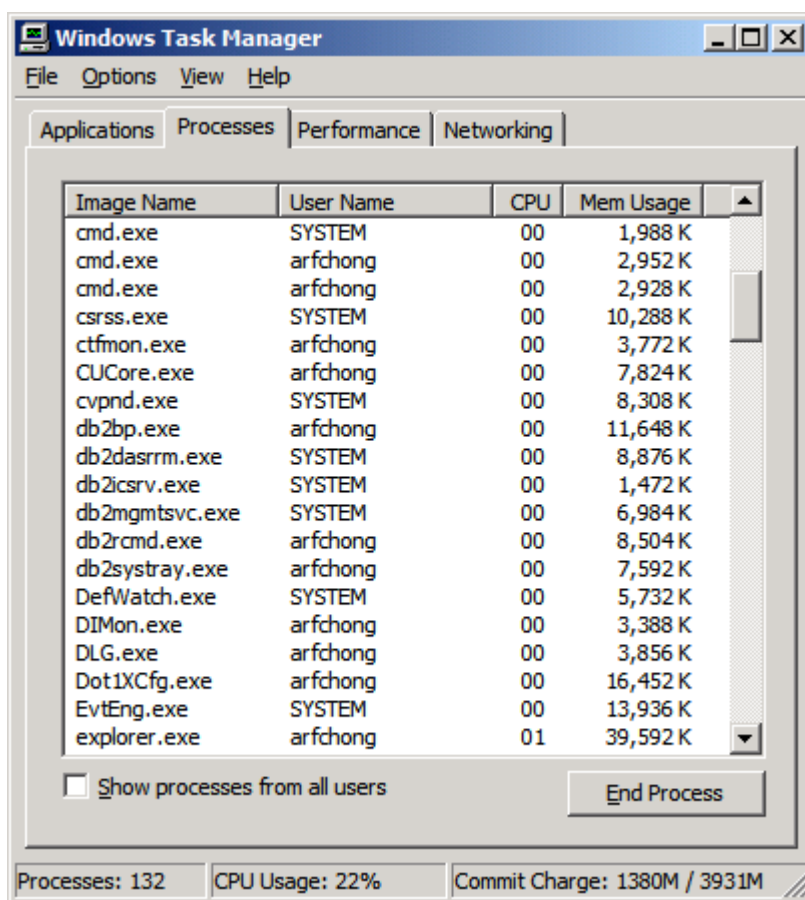 Windows Task Manager
File Options View Help
Applications Processes Performance Networking
Image Name User Name CPU Mem Usage
cmd.exe SYSTEM 00 1,988 K
cmd.exe arfchong 00 2,952 K
cmd.exe arfchong 00 2,928 K
csrss.exe SYSTEM 00 10,288 K
ctfmon.exe arfchong 00 3,772 K
CUCore.exe arfchong 00 7,824 K
cvpnd.exe SYSTEM 00 8,308 K
db2bp.exe arfchong 00 11,648 K
db2dasrrm.exe SYSTEM 00 8,876 K
db2icsrv.exe SYSTEM 00 1,472 K
db2mgmtsvc.exe SYSTEM 00 6,984 K
db2rcmd.exe arfchong 00 8,504 K
db2systray.exe arfchong 00 7,592 K
DefWatch.exe SYSTEM 00 5,732 K
DIMon.exe arfchong 00 3,388 K
DLG.exe arfchong 00 3,856 K
Dot1XCfg.exe arfchong 00 16,452 K
EvtEng.exe SYSTEM 00 13,936 K
explorer.exe arfchong 01 39,592 K
Show processes from all users End Process
Processes: 132 CPU Usage: 22% Commit Charge: 1380M / 3931M